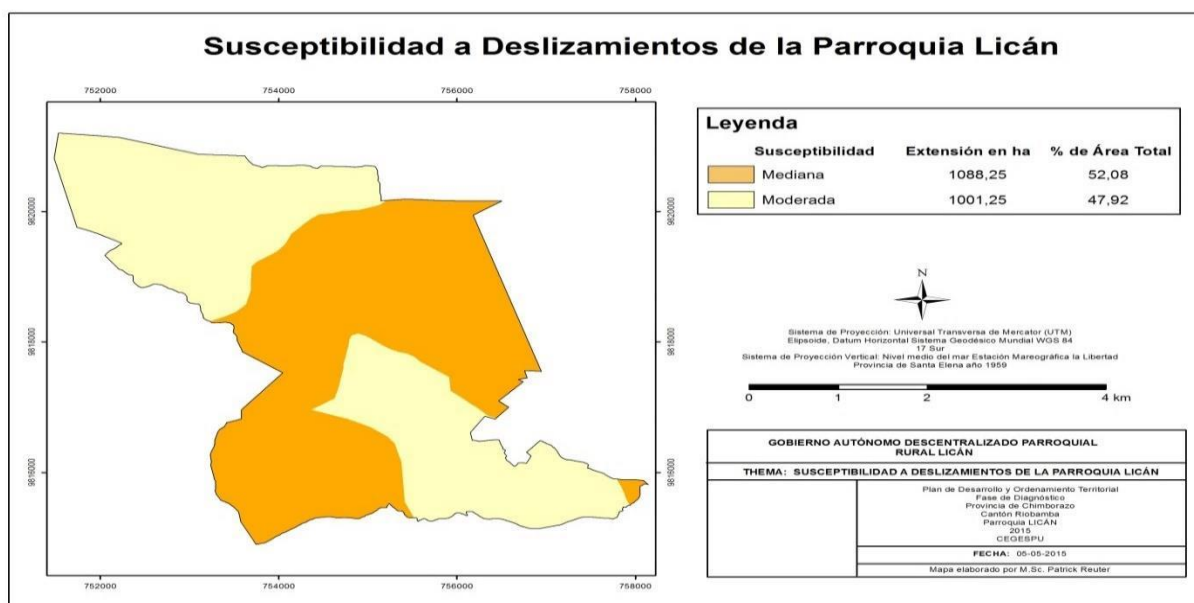 Susceptibilidad a Deslizamientos de la Parroquia Licán
752000 754000 756000 758000
9820000 9820000
9818000 9818000
9816000 9816000
752000 754000 756000 758000
Leyenda
Susceptibilidad Extensión en ha % de Área Total
Mediana 1088,25 52,08
Moderada 1001,25 47,92
N
Sistema de Proyección: Universal Transversa de Mercator (UTM)
Elipsoide, Datum Horizontal Sistema Geodésico Mundial WGS 84
17 Sur
Sistema de Proyección Vertical: Nivel medio del mar Estación Mareográfica la Libertad
Provincia de Santa Elena año 1959
0 1 2 4 km
GOBIERNO AUTÓNOMO DESCENTRALIZADO PARROQUIAL
RURAL LICÁN
THEMA: SUSCEPTIBILIDAD A DESLIZAMIENTOS DE LA PARROQUIA LICÁN
Plan de Desarrollo y Ordenamiento Territorial
Fase de Diagnóstico
Provincia de Chimborazo
Cantón Riobamba
Parroquia LICÁN
2015
CEGESPU
FECHA: 05-05-2015
Mapa elaborado por M.Sc. Patrick Reuter